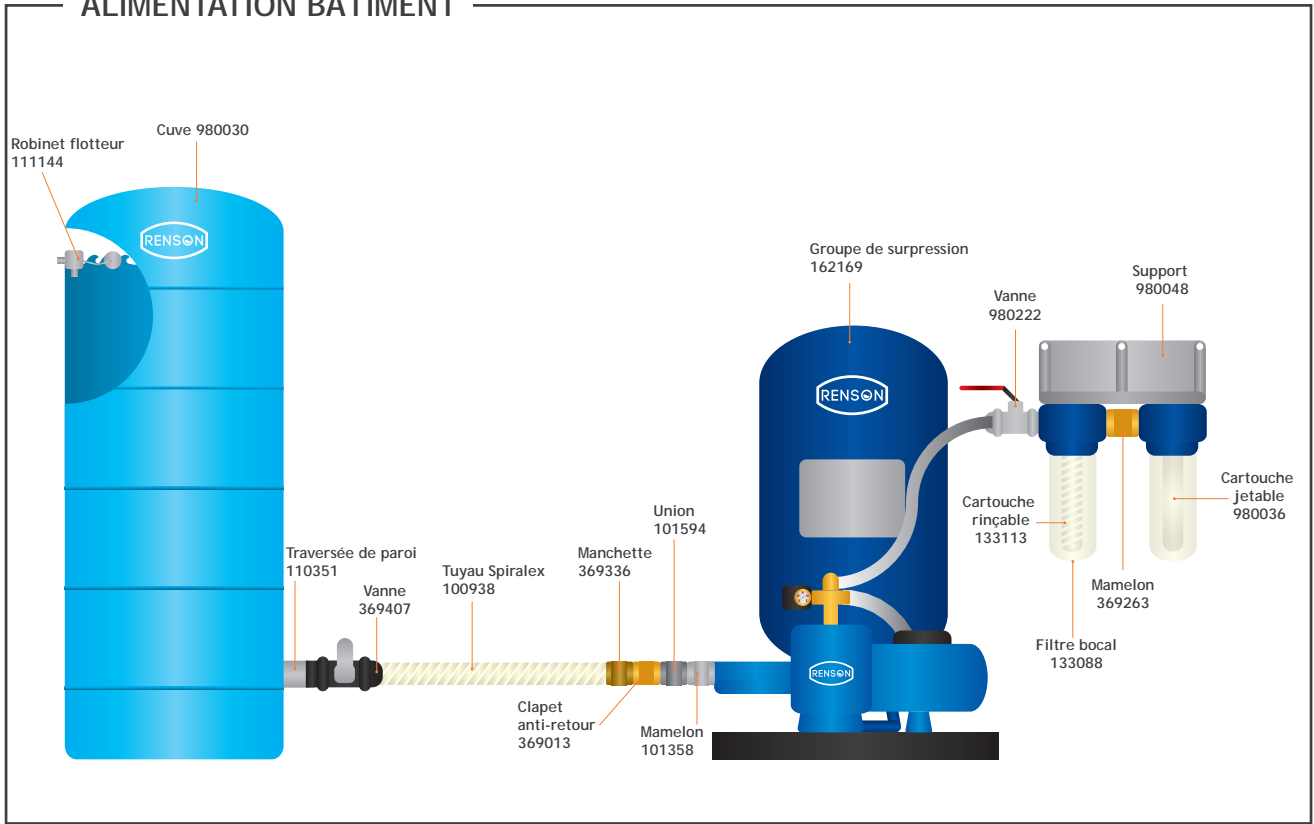 ALIMENTATION BATIMENT
Cuve 980030
Robinet flotteur
111144
RENSON
Groupe de surpression
162169
Support
980048
Vanne
980222
RENSON
Cartouche
jetable
980036
Cartouche
rinçable
133113
Union
101594
Traversée de paroi
110351
Manchette
369336
Tuyau Spiralex
100938
Vanne
369407
Mamelon
369263
Filtre bocal
133088
RENSON
Clapet
anti-retour
369013
Mamelon
101358